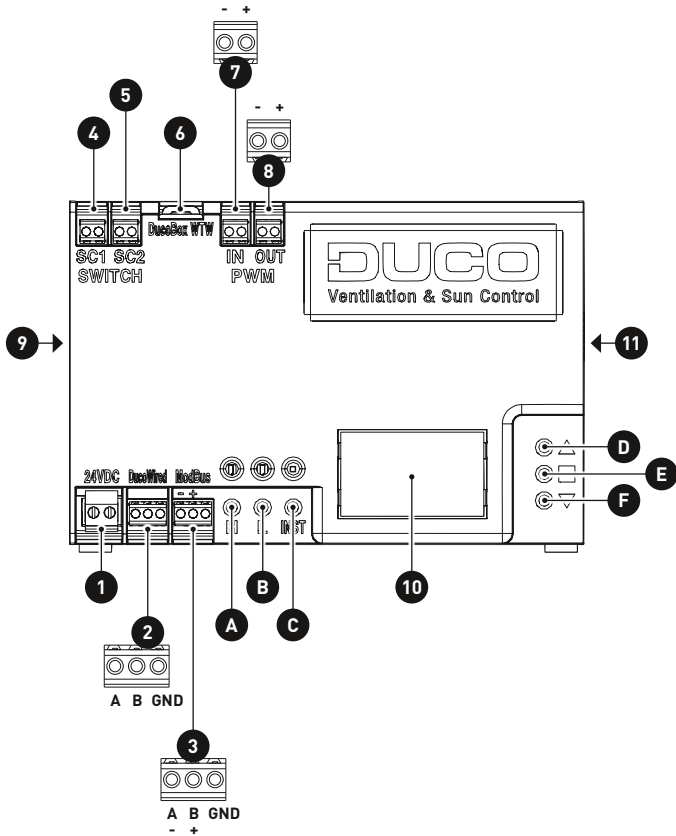 - +
7
5
- +
4
6
8
SC1 SC2
SWITCH
DucoBox WTW
IN OUT
PWM
DUCO
Ventilation & Sun Control
9
11
D
E
F
24VDC
DucoWired
ModBus
- +
INST
10
1
A
B
C
2
A B GND
3
A B GND
- +